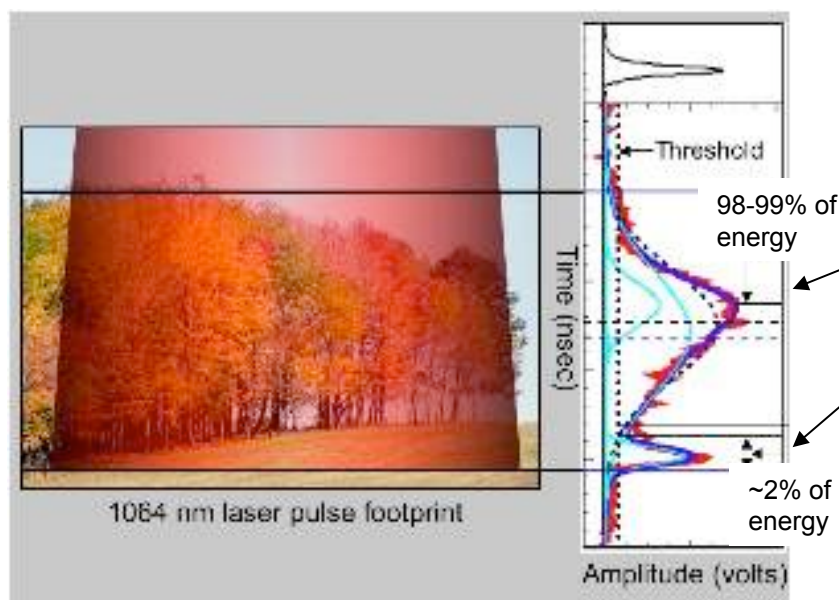 Threshold
98-99% of
energy
Time (nsec)
~2% of
energy
1064 nm laser pulse footprint
Amplitude (volts)